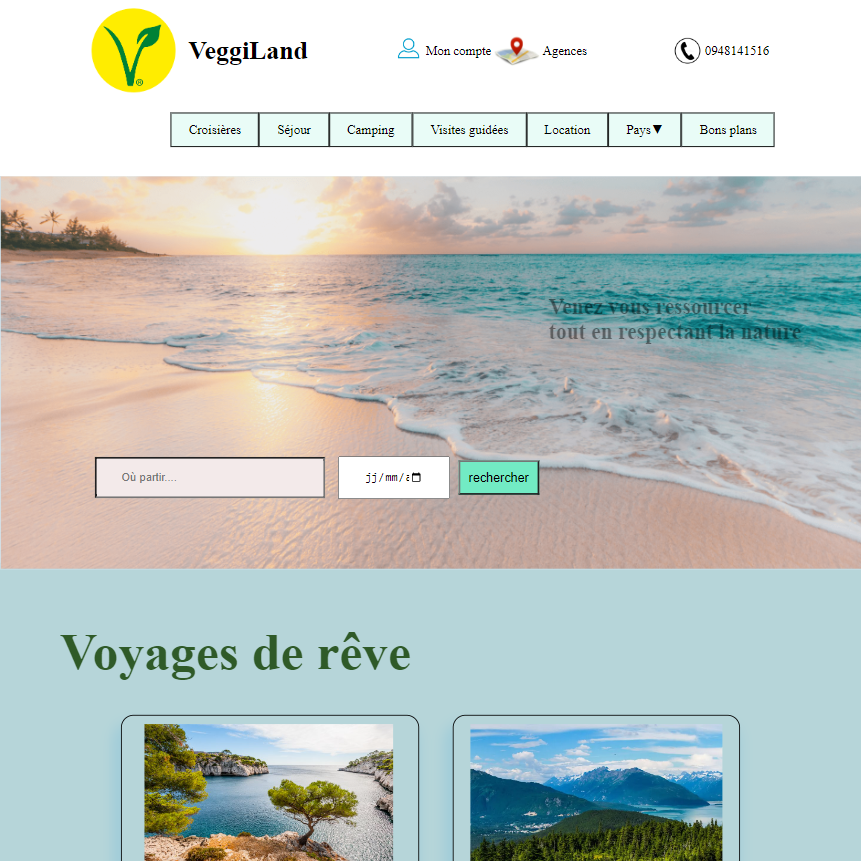 VeggiLand
Mon compte
Agences
0948141516
Croisières
Séjour
Camping
Visites guidées
Location
Pays▼
Bons plans
Venez vous ressourcer
tout en respectant la nature
Où partir....
jj/mm/a
rechercher
Voyages de rêve